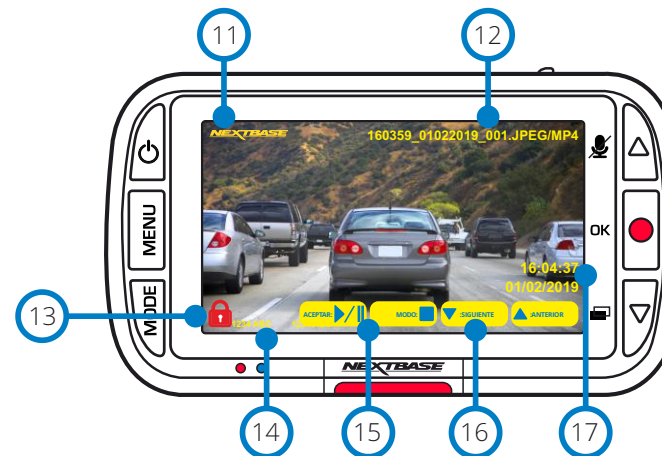 11
12
NEXTBASE
160359_01022019_001.JPEG/MP4
MENU
OK
16:04:37
01/02/2019
13
MODE
ACEPTAR:
MODO:
:SIGUIENTE
:ANTERIOR
NEXTBASE
14
15
16
17